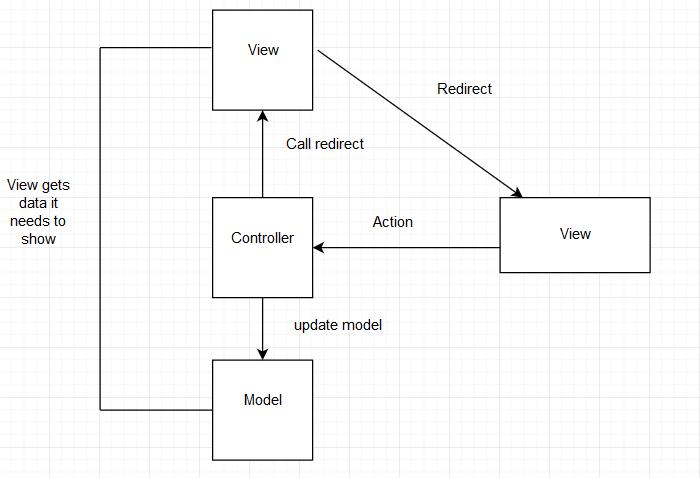 View
Redirect
Call redirect
View gets
data it
needs to
show
Controller
Action
View
update model
Model